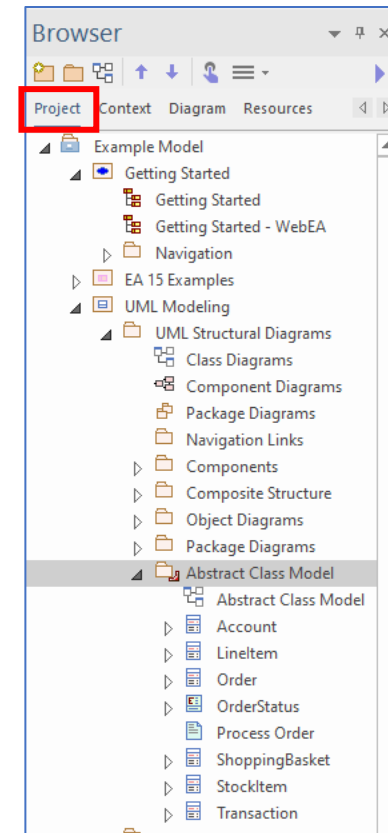 Browser
Project Context Diagram Resources
Example Model
Getting Started
Getting Started
Getting Started - WebEA
Navigation
EA 15 Examples
UML Modeling
UML Structural Diagrams
Class Diagrams
Component Diagrams
Package Diagrams
Navigation Links
Components
Composite Structure
Object Diagrams
Package Diagrams
Abstract Class Model
Abstract Class Model
Account
LineItem
Order
OrderStatus
Process Order
ShoppingBasket
StockItem
Transaction